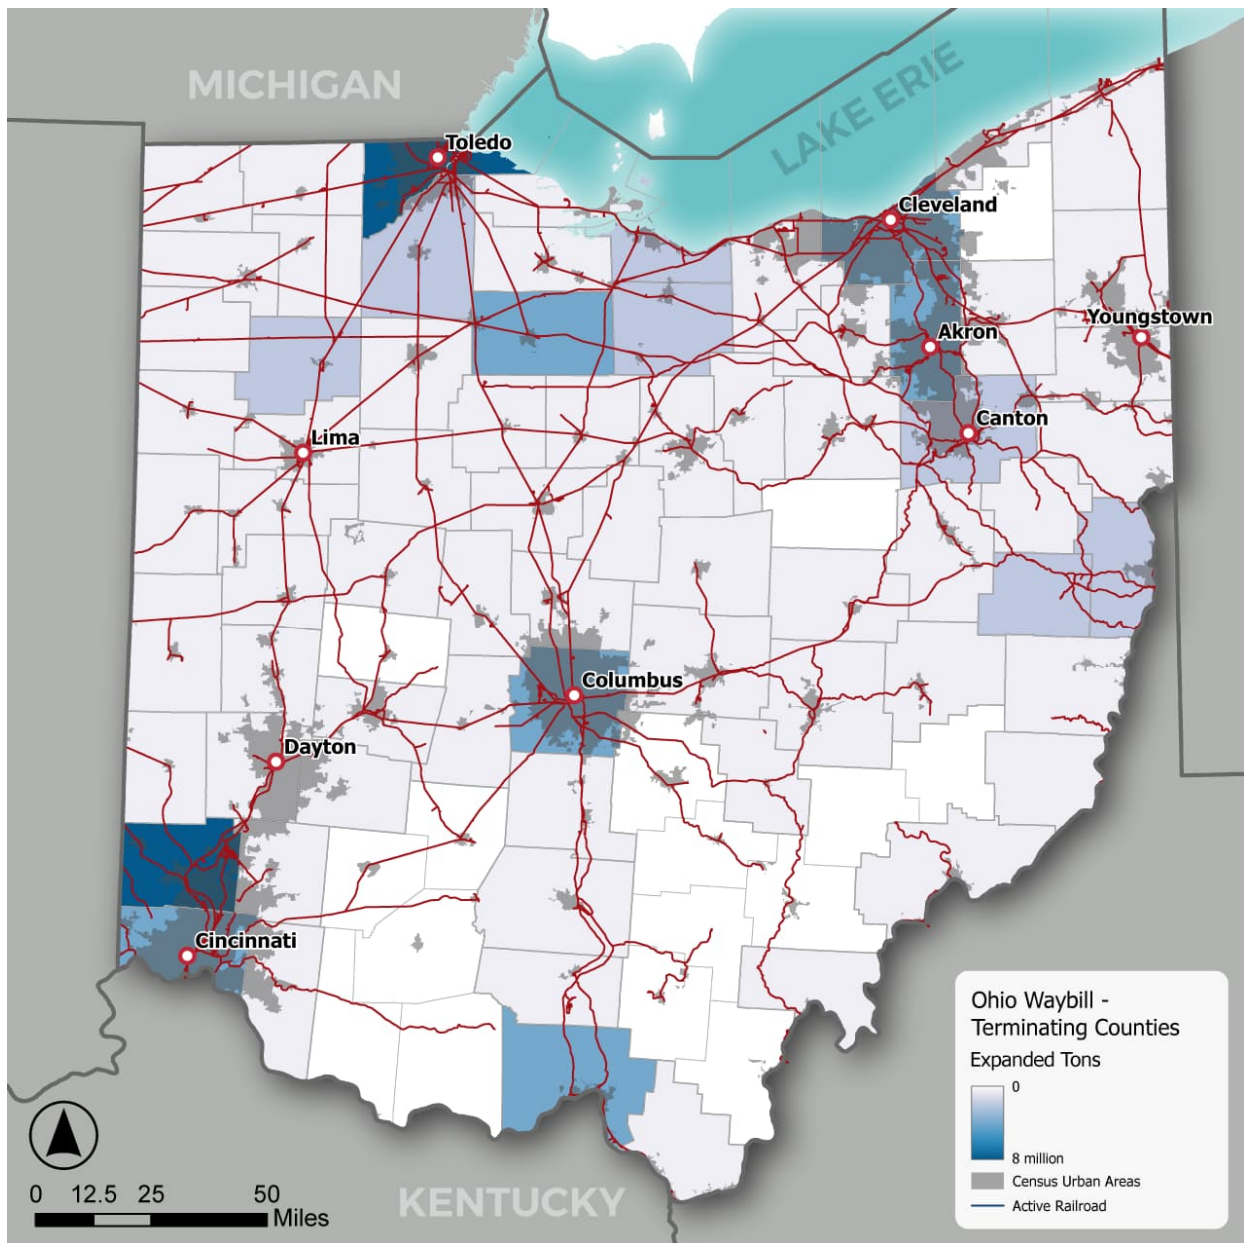 MICHIGAN
LAKE ERIE
Toledo
Cleveland
Youngstown
Akron
Canton
Lima
Columbus
Dayton
Cincinnati
KENTUCKY
0 12.5 25 50
Miles
Ohio Waybill -
Terminating Counties
Expanded Tons
0
8 million
Census Urban Areas
Active Railroad